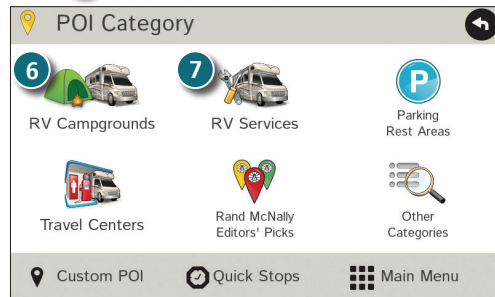 POI Category
6
7
RV Campgrounds
RV Services
P
Parking
Rest Areas
Travel Centers
Rand McNally
Editors' Picks
Other
Categories
Custom POI
Quick Stops
Main Menu